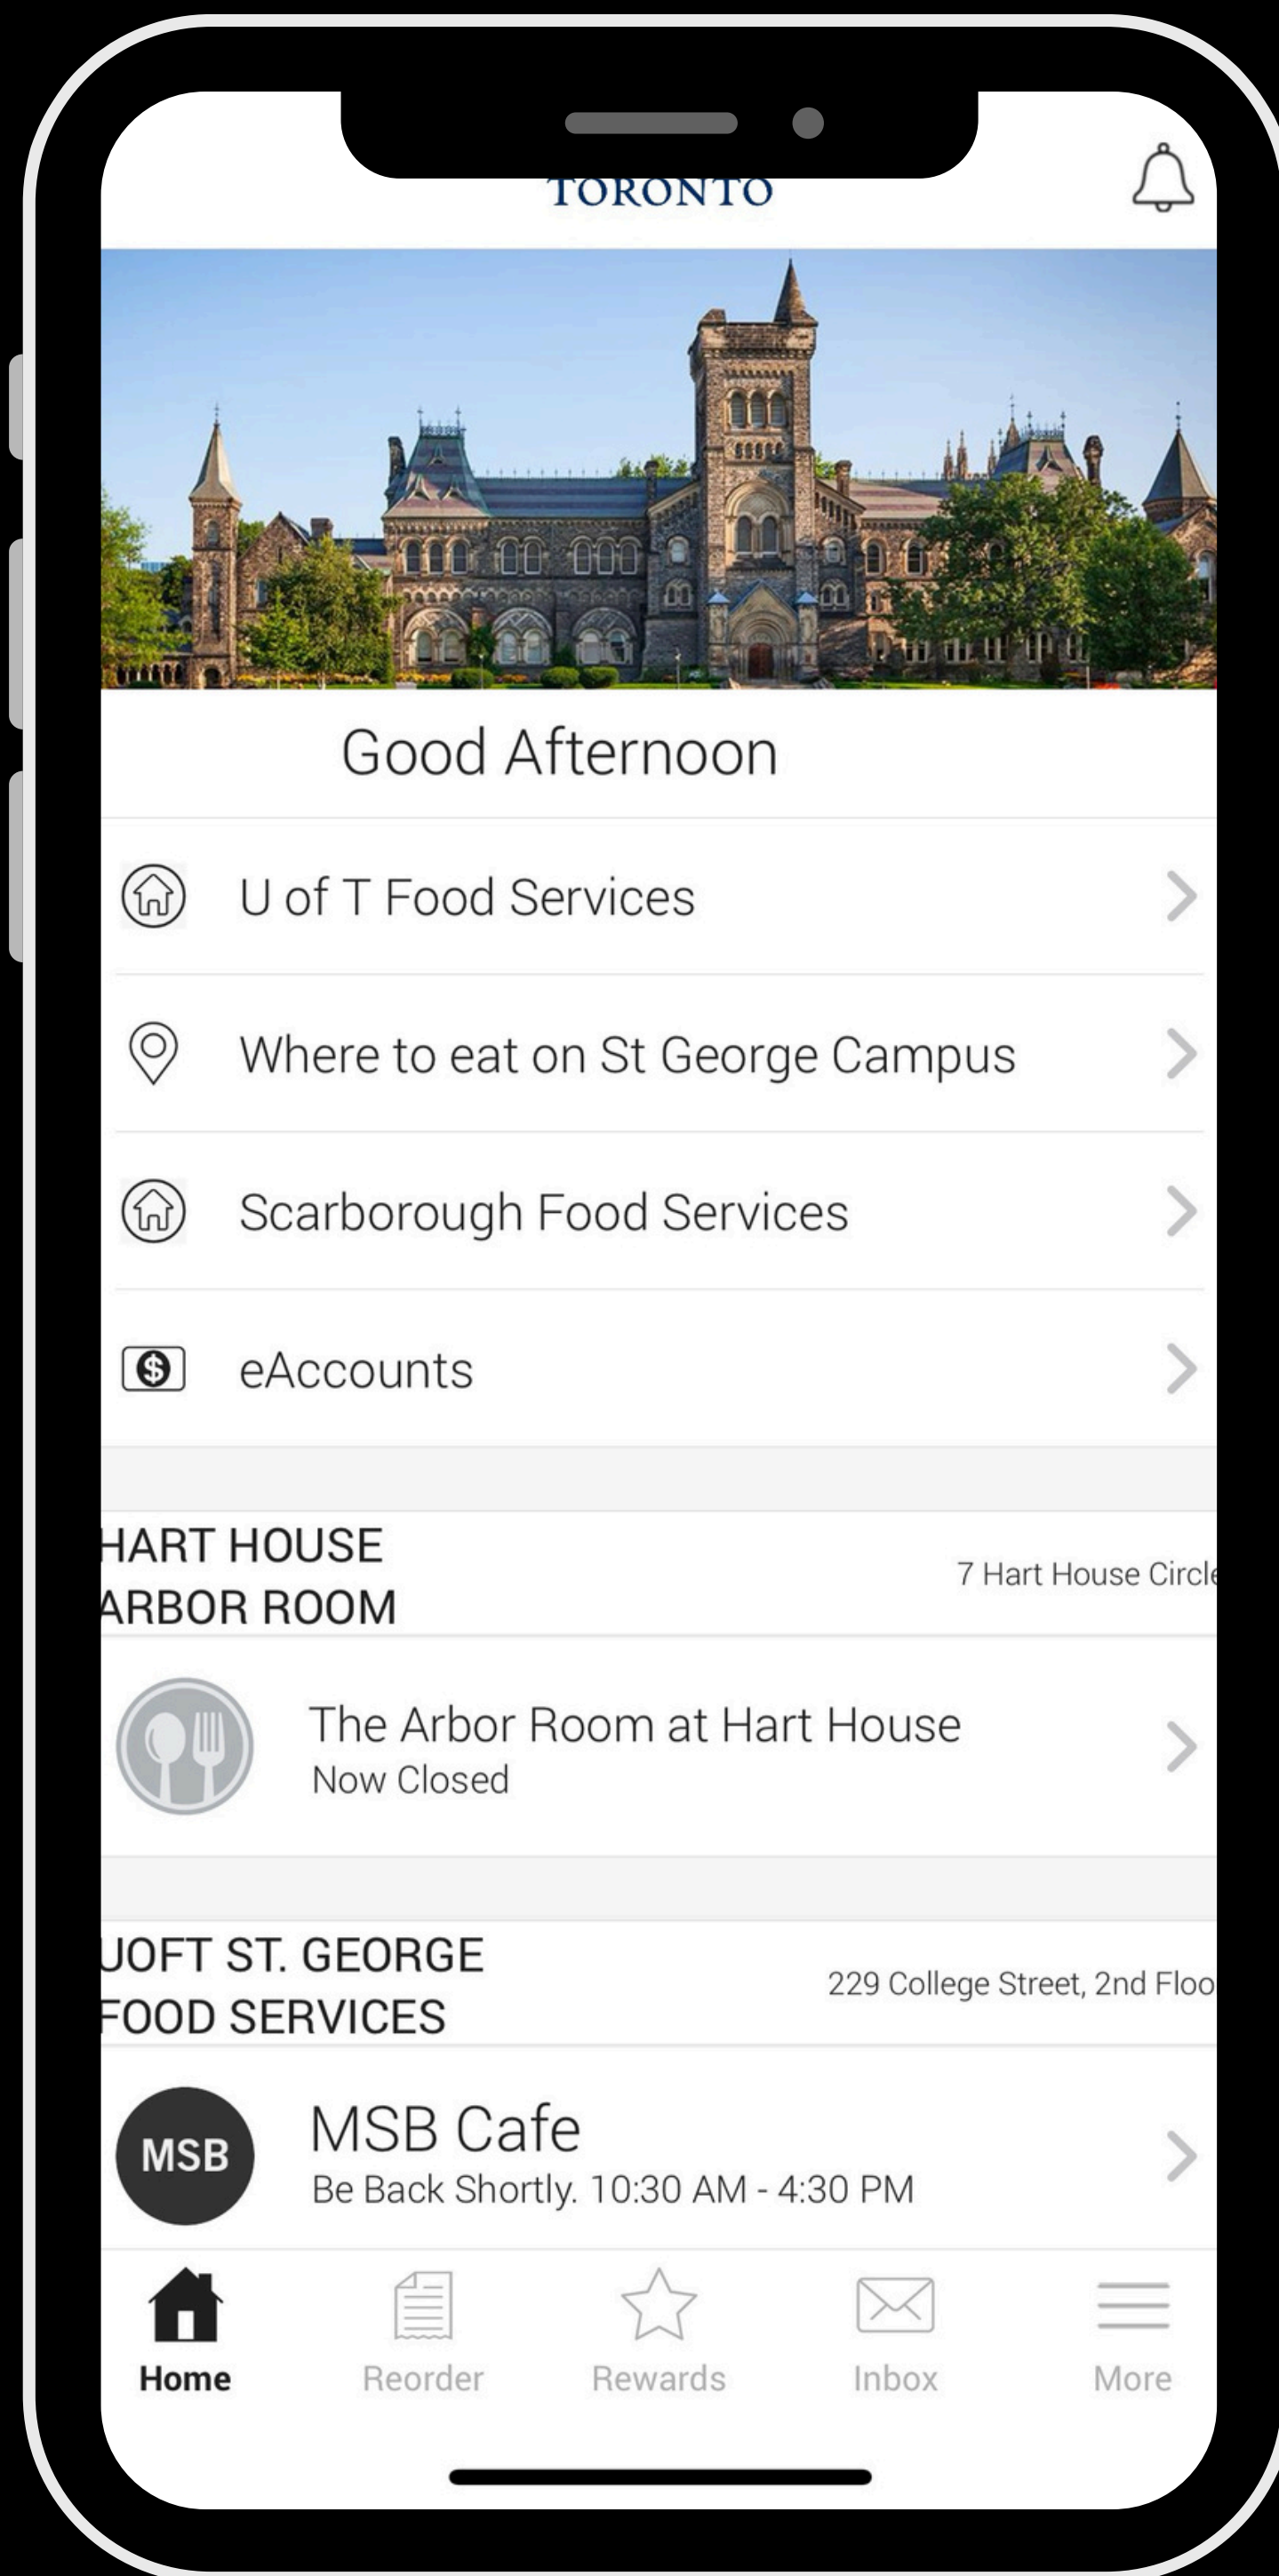 TORONTO
Good Afternoon
U of T Food Services
Where to eat on St George Campus
Scarborough Food Services
$
eAccounts
HART HOUSE
ARBOR ROOM
7 Hart House Circle
The Arbor Room at Hart House
Now Closed
UOFT ST. GEORGE
FOOD SERVICES
229 College Street, 2nd Floo
MSB
MSB Cafe
Be Back Shortly. 10:30 AM - 4:30 PM
Home
Reorder
Rewards
Inbox
More